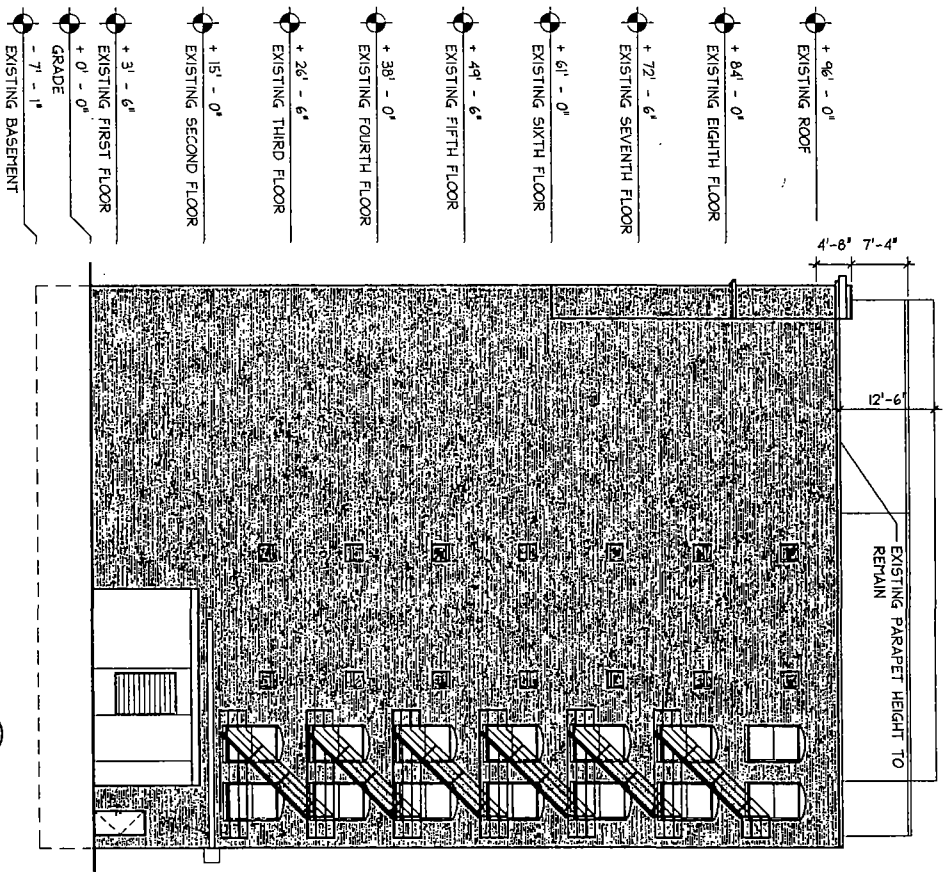 + 96' - 0"
EXISTING ROOF
+ 84' - 0"
EXISTING EIGHTH FLOOR
+ 72' - 6"
EXISTING SEVENTH FLOOR
+ 61' - 0"
EXISTING SIXTH FLOOR
+ 49' - 6"
EXISTING FIFTH FLOOR
+ 38' - 0"
EXISTING FOURTH FLOOR
+ 26' - 6"
EXISTING THIRD FLOOR
+ 15' - 0"
EXISTING SECOND FLOOR
+ 3' - 6"
EXISTING FIRST FLOOR
+ 0' - 0"
GRADE
- 7' - 1"
EXISTING BASEMENT
4'-8"
7'-4"
12'-6"
EXISTING PARAPET HEIGHT TO
REMAIN